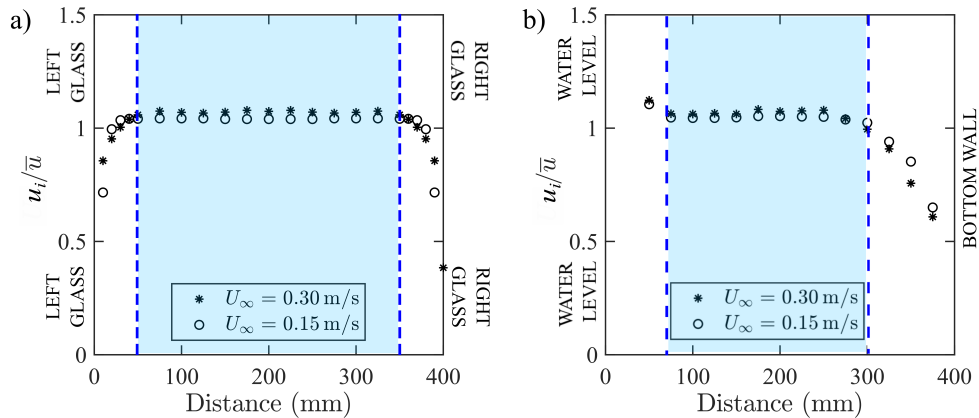 a)
1.5
1
0.5
0
u_i/ū
LEFT
GLASS
RIGHT
GLASS
LEFT
GLASS
RIGHT
GLASS
* U∞ = 0.30 m/s
○ U∞ = 0.15 m/s
0 100 200 300 400
Distance (mm)
b)
1.5
1
0.5
0
u_i/ū
WATER
LEVEL
WATER
LEVEL
BOTTOM WALL
* U∞ = 0.30 m/s
○ U∞ = 0.15 m/s
0 100 200 300 400
Distance (mm)